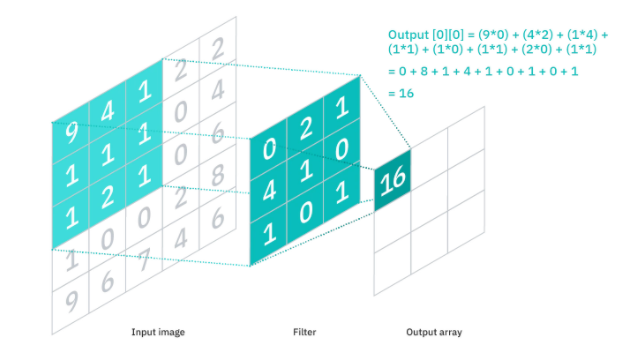 Output [0][0] = (9*0) + (4*2) + (1*4) +
(1*1) + (1*0) + (1*1) + (2*0) + (1*1)
= 0 + 8 + 1 + 4 + 1 + 0 + 1 + 0 + 1
= 16
9 4 1 2 2
1 1 1 0 4
1 2 1 0 6
1 0 0 2 8
9 6 7 4 6
0 2 1
4 1 0
1 0 1
16
Input image
Filter
Output array